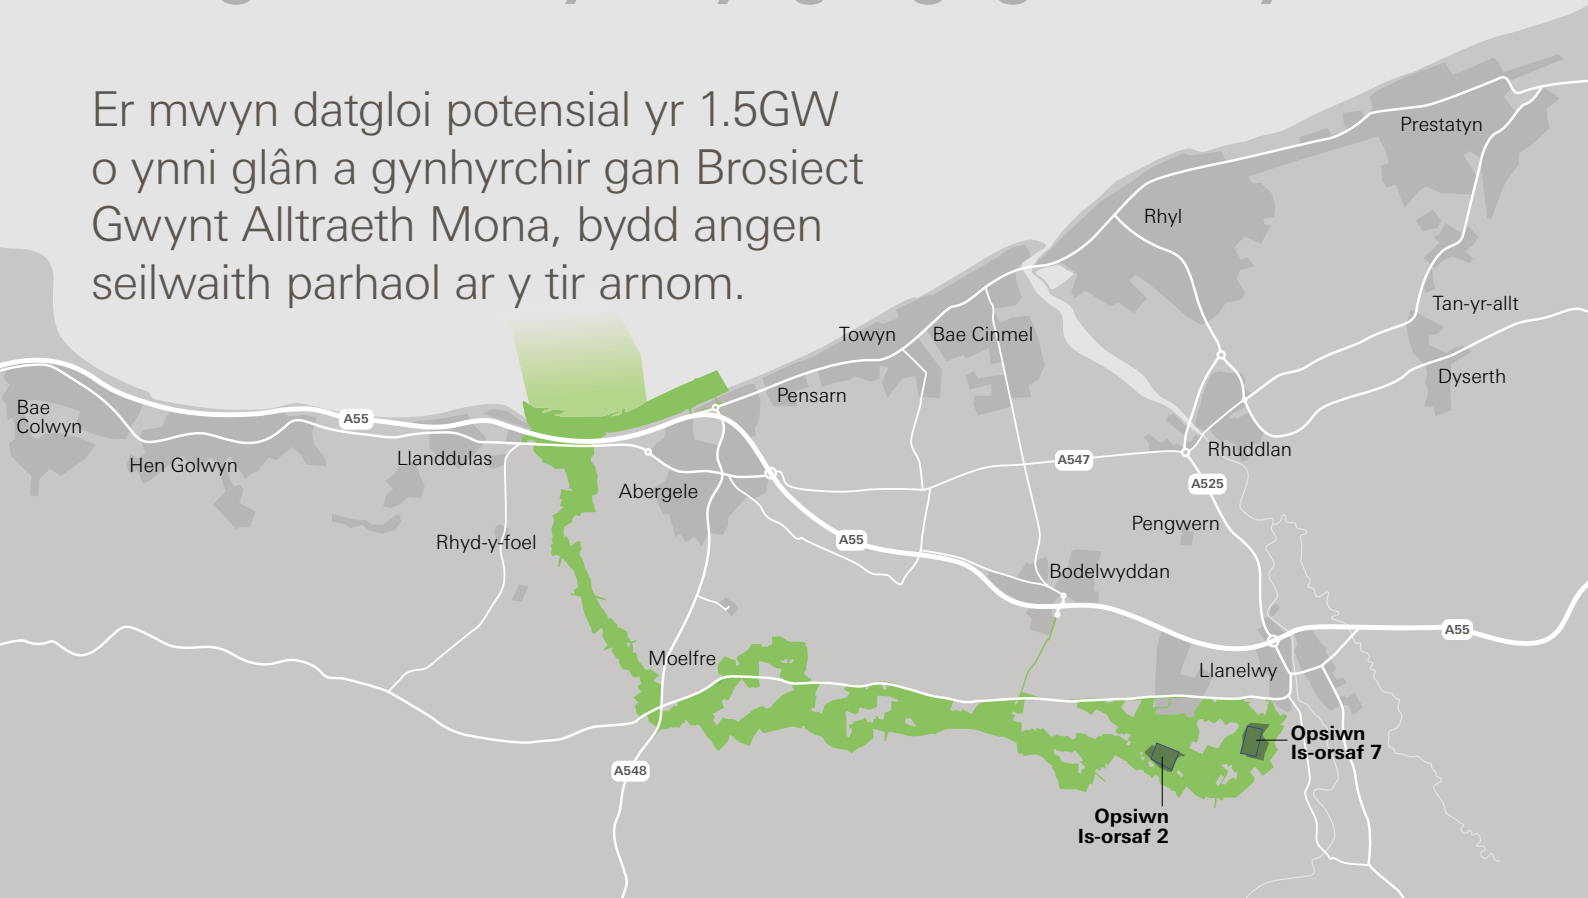 Er mwyn datgloi potensial yr 1.5GW
o ynni glân a gynhyrchir gan Brosiect
Gwynt Alltraeth Mona, bydd angen
seilwaith parhaol ar y tir arnom.
Prestatyn
Rhyl
Tan-yr-allt
Towyn
Bae Cinmel
Dyserth
Pensarn
Bae
Colwyn
A55
Hen Golwyn
Llanddulas
Rhuddlan
A547
A525
Abergele
Pengwern
Rhyd-y-foel
A55
Bodelwyddan
A55
Moelfre
Llanelwy
Opsiwn
Is-orsaf 7
A548
Opsiwn
Is-orsaf 2